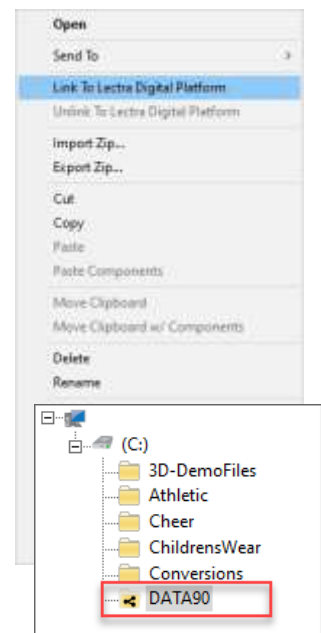 Open
Send To
Link To Lectra Digital Platform
Unlink To Lectra Digital Platform
Import Zip...
Export Zip...
Cut
Copy
Paste
Paste Components
Move Clipboard
Move Clipboard w/ Components
Delete
Rename
(C:)
3D-DemoFiles
Athletic
Cheer
ChildrensWear
Conversions
DATA90